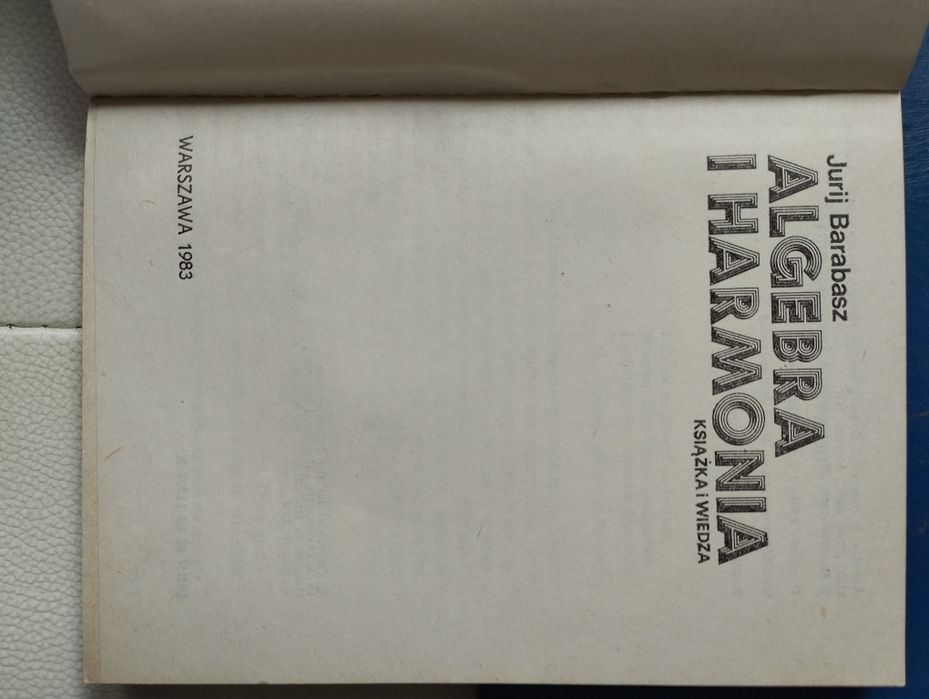 Jurij Barabasz
ALGEBRA
I HARMONIA
KSIĄŻKA i WIEDZA
WARSZAWA 1983